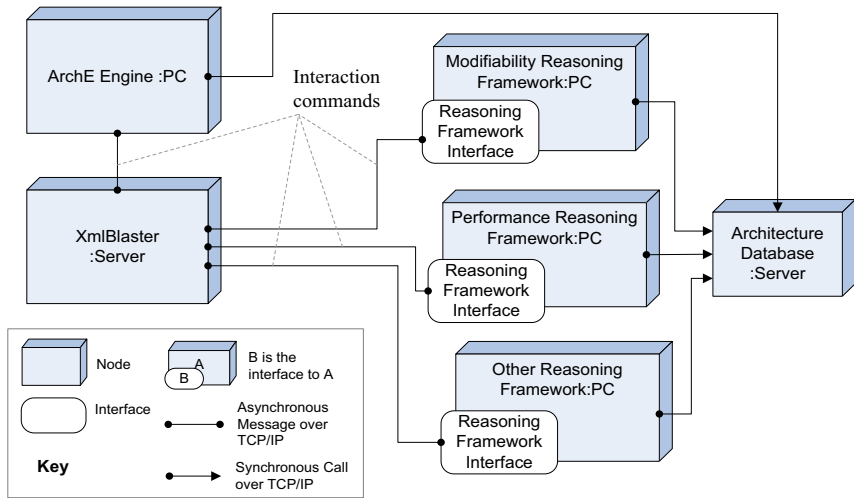 ArchE Engine :PC
Interaction
commands
Modifiability Reasoning
Framework:PC
Reasoning
Framework
Interface
XmlBlaster
:Server
Performance Reasoning
Framework:PC
Reasoning
Framework
Interface
Architecture
Database
:Server
Other Reasoning
Framework:PC
Reasoning
Framework
Interface
Node
A
B
B is the
interface to A
Interface
Asynchronous
Message over
TCP/IP
Key
Synchronous Call
over TCP/IP